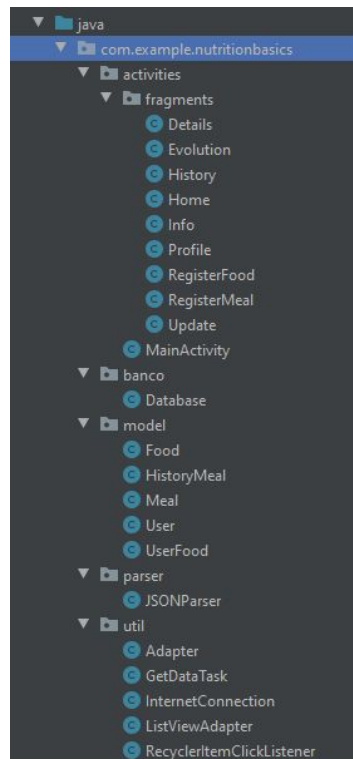 java
com.example.nutritionbasics
activities
fragments
Details
Evolution
History
Home
Info
Profile
RegisterFood
RegisterMeal
Update
MainActivity
banco
Database
model
Food
HistoryMeal
Meal
User
UserFood
parser
JSONParser
util
Adapter
GetDataTask
InternetConnection
ListViewAdapter
RecyclerItemClickListener